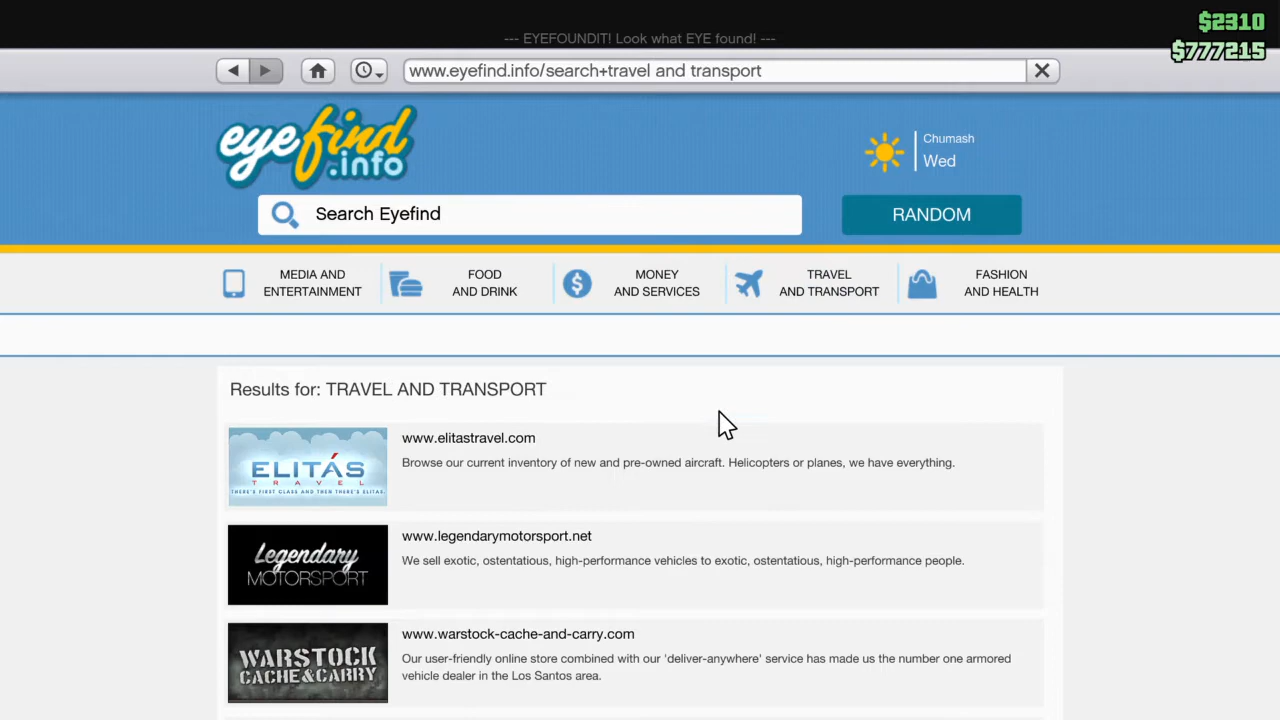 $2310
--- EYEFOUNDIT! Look what EYE found! ---
$777215
www.eyefind.info/search+travel and transport
eyefind
.info
Chumash
Wed
Search Eyefind
RANDOM
MEDIA AND
ENTERTAINMENT
FOOD
AND DRINK
MONEY
AND SERVICES
TRAVEL
AND TRANSPORT
FASHION
AND HEALTH
Results for: TRAVEL AND TRANSPORT
ELITÁS
TRAVEL
THERE'S FIRST CLASS AND THEN THERE'S ELITAS.
www.elitastravel.com
Browse our current inventory of new and pre-owned aircraft. Helicopters or planes, we have everything.
Legendary
MOTORSPORT
www.legendarymotorsport.net
We sell exotic, ostentatious, high-performance vehicles to exotic, ostentatious, high-performance people.
WARSTOCK
CACHE & CARRY
www.warstock-cache-and-carry.com
Our user-friendly online store combined with our 'deliver-anywhere' service has made us the number one armored
vehicle dealer in the Los Santos area.